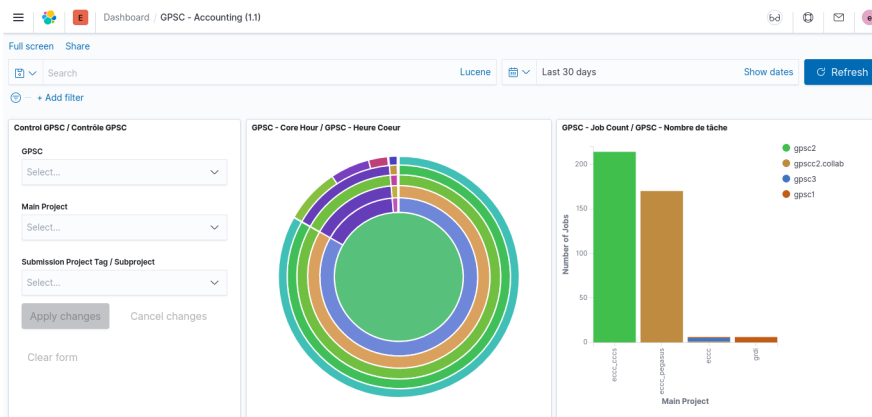 E
Dashboard / GPSC - Accounting (1.1)
e
Full screen
Share
Search
Lucene
Last 30 days
Show dates
Refresh
+ Add filter
Control GPSC / Contrôle GPSC
GPSC
Select...
Main Project
Select...
Submission Project Tag / Subproject
Select...
Apply changes
Cancel changes
Clear form
GPSC - Core Hour / GPSC - Heure Coeur
GPSC - Job Count / GPSC - Nombre de tâche
Number of Jobs
200
150
100
50
0
eccc_cccs
eccc_pegasus
eccc
grdi
Main Project
gpsc2
gpscc2.collab
gpsc3
gpsc1